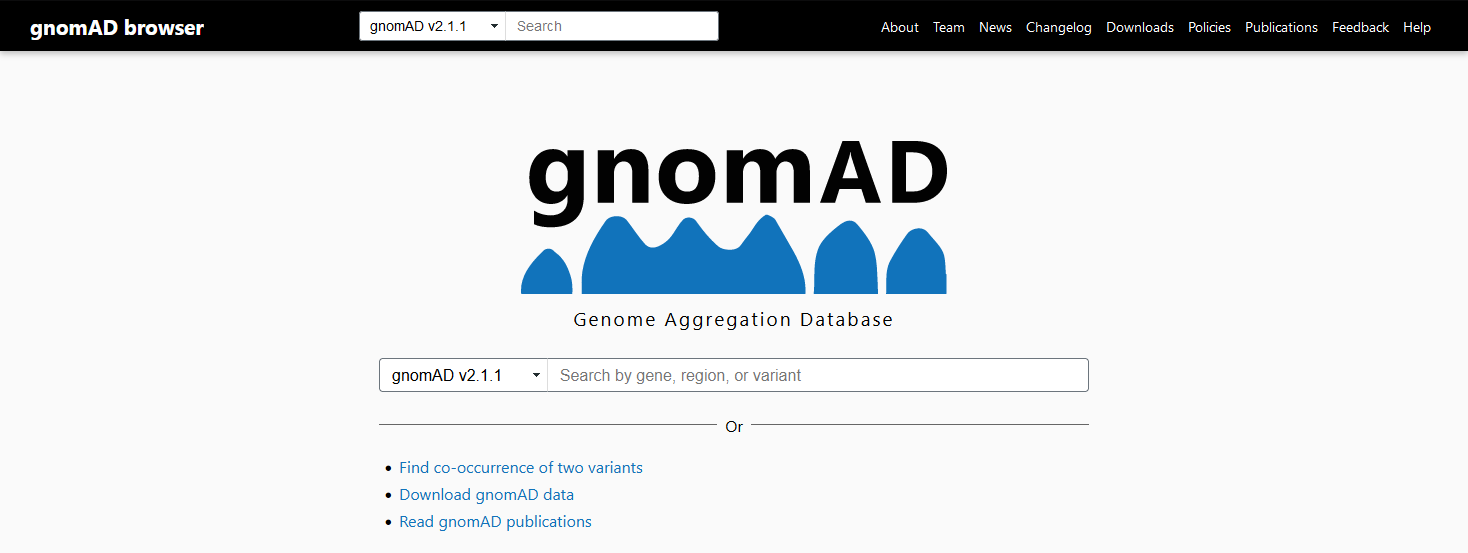 gnomAD browser gnomAD v2.1.1 Search About Team News Changelog Downloads Policies Publications Feedback Help
gnomAD
Genome Aggregation Database
gnomAD v2.1.1 Search by gene, region, or variant
Or
• Find co-occurrence of two variants
• Download gnomAD data
• Read gnomAD publications